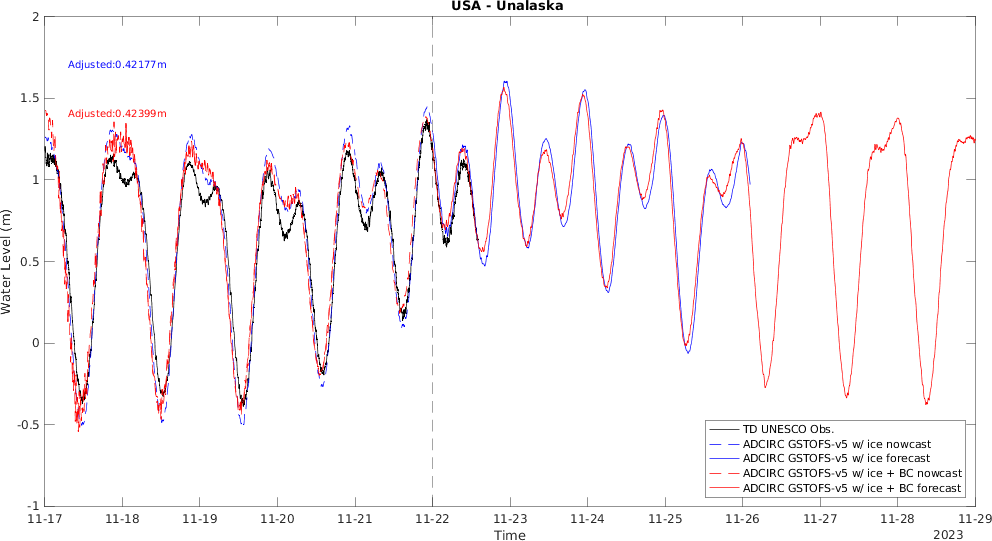 USA - Unalaska
2
1.5
1
0.5
0
-0.5
-1
Water Level (m)
Adjusted:0.42177m
Adjusted:0.42399m
TD UNESCO Obs.
ADCIRC GSTOFS-v5 w/ ice nowcast
ADCIRC GSTOFS-v5 w/ ice forecast
ADCIRC GSTOFS-v5 w/ ice + BC nowcast
ADCIRC GSTOFS-v5 w/ ice + BC forecast
11-17 11-18 11-19 11-20 11-21 11-22 11-23 11-24 11-25 11-26 11-27 11-28 11-29
Time
2023